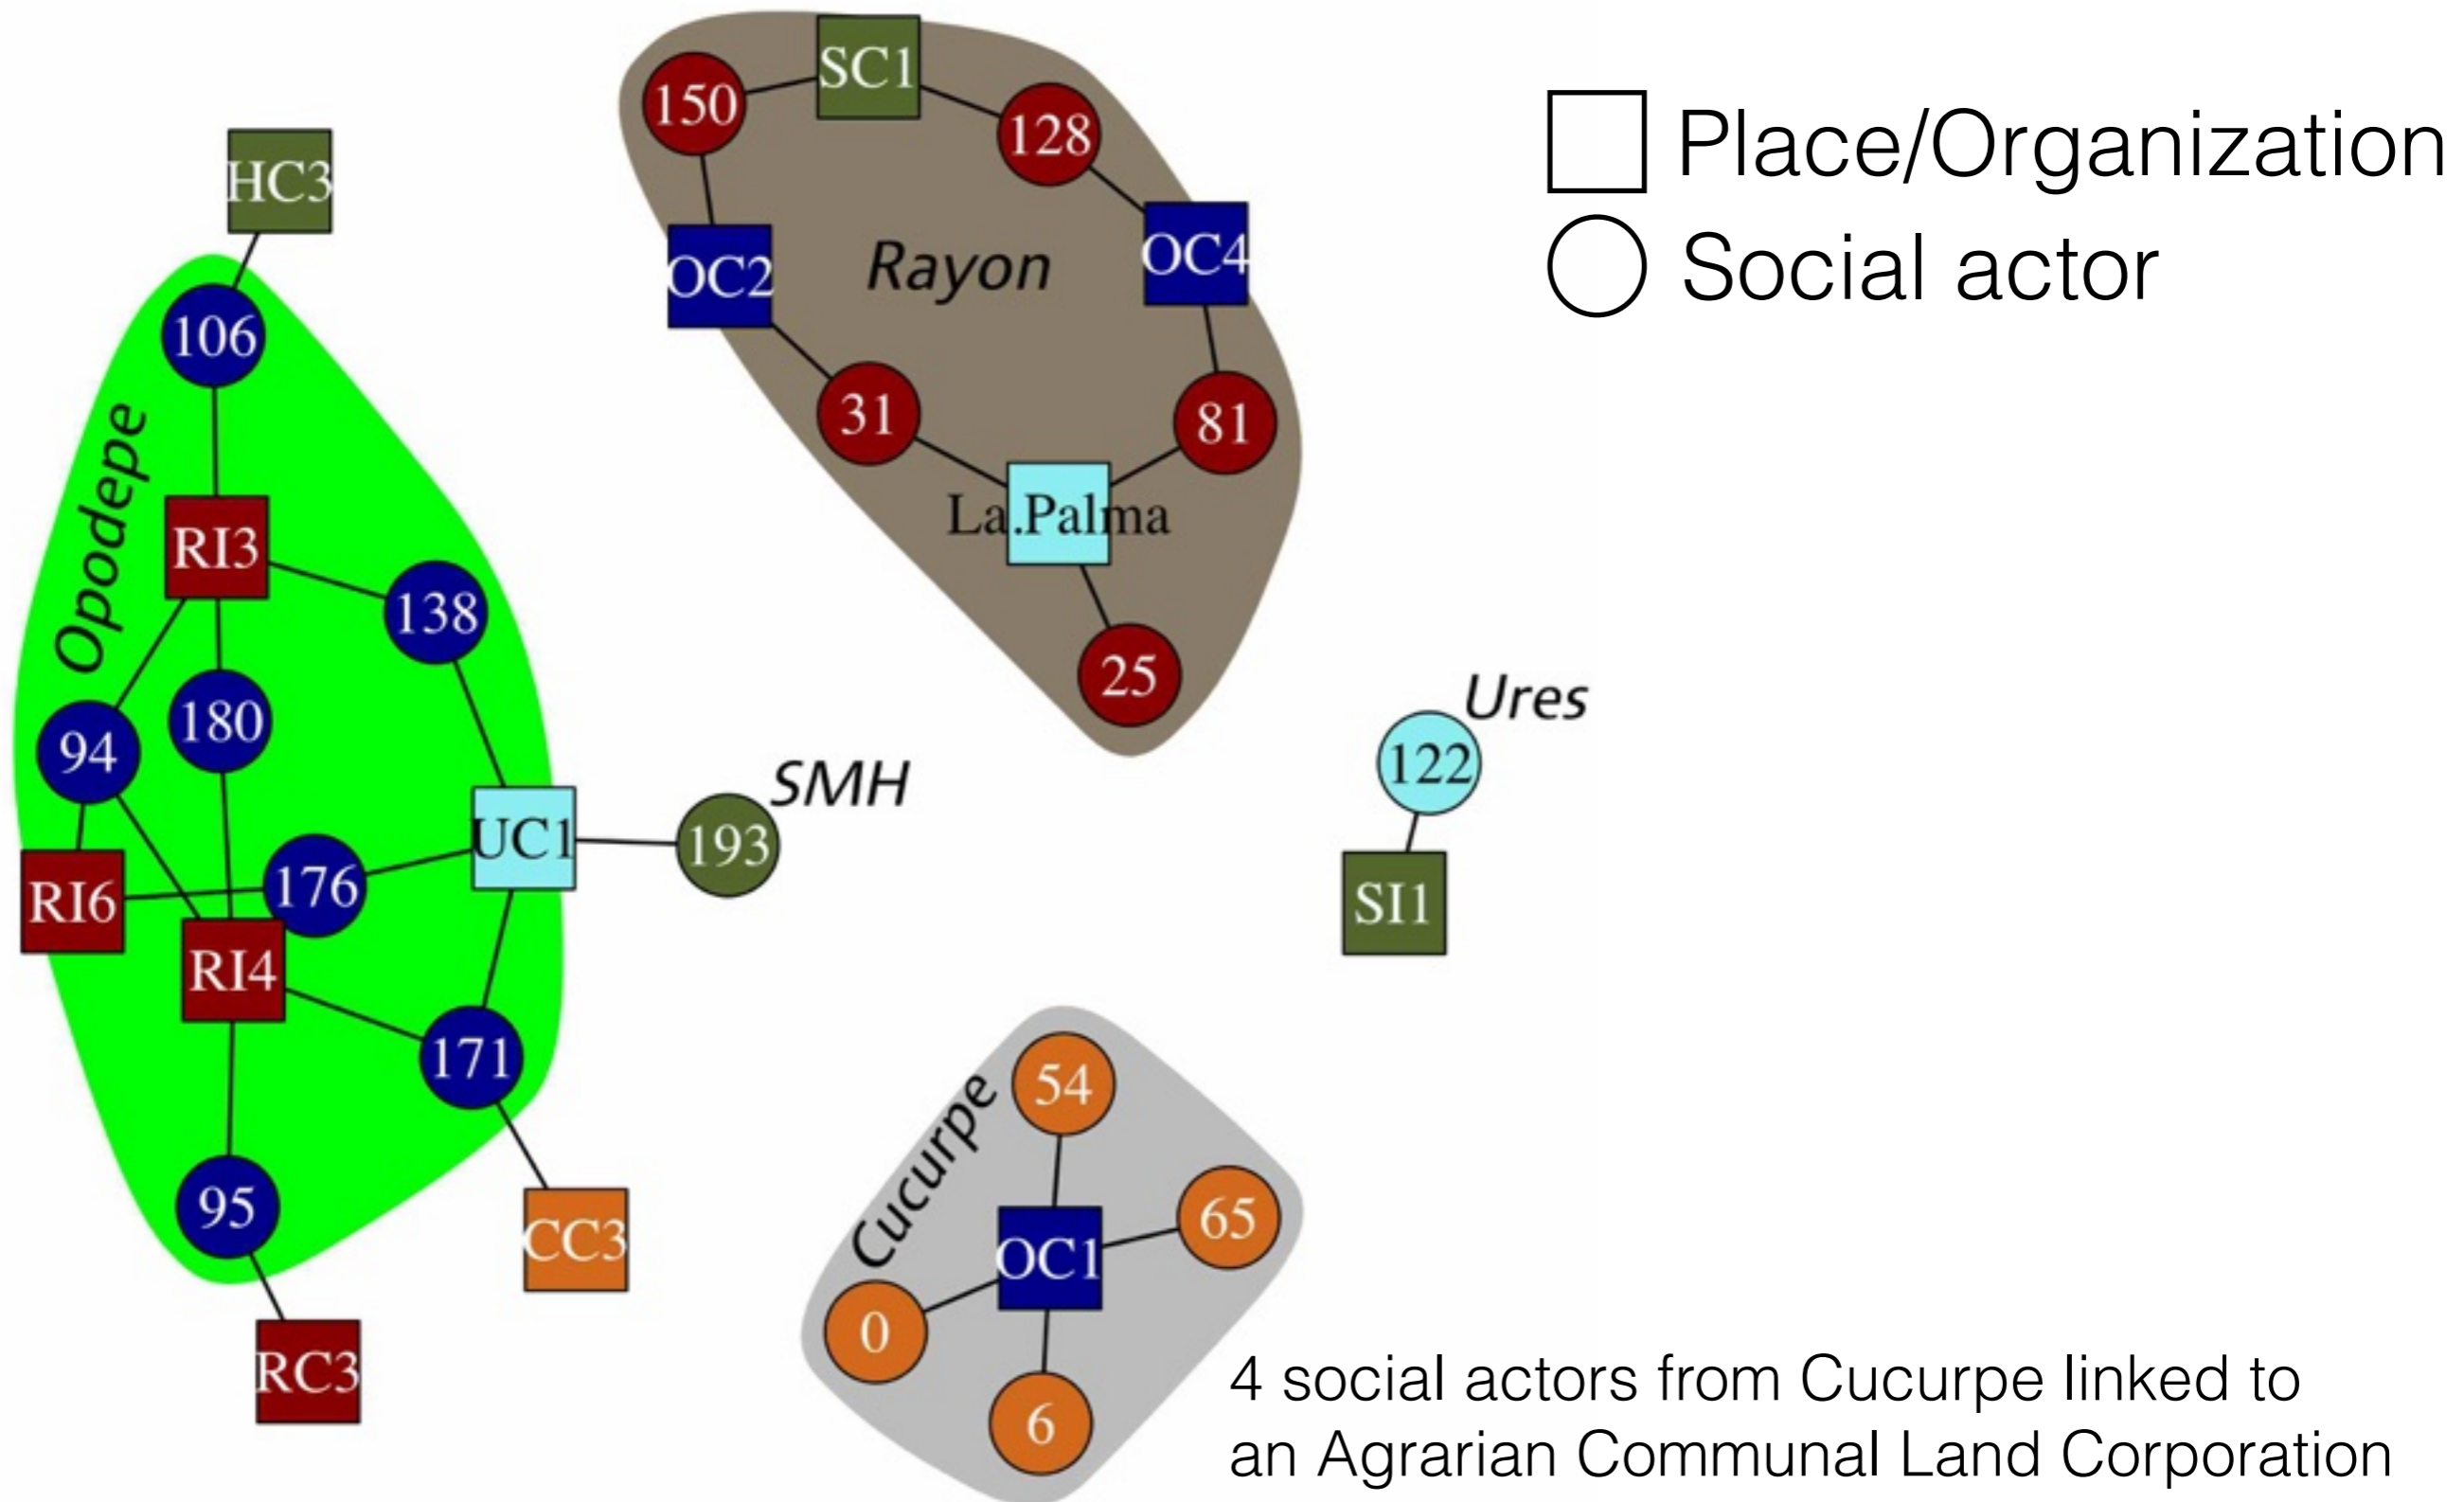 SC1
150
128
HC3
OC2
Rayon
OC4
106
Opodepe
31
81
RI3
La.Palma
138
94
180
25
Ures
122
SMH
UC1
193
RI6
176
RI4
SI1
171
95
CC3
RC3
Cucurpe
54
65
OC1
0
6
Place/Organization
Social actor
4 social actors from Cucurpe linked to
an Agrarian Communal Land Corporation